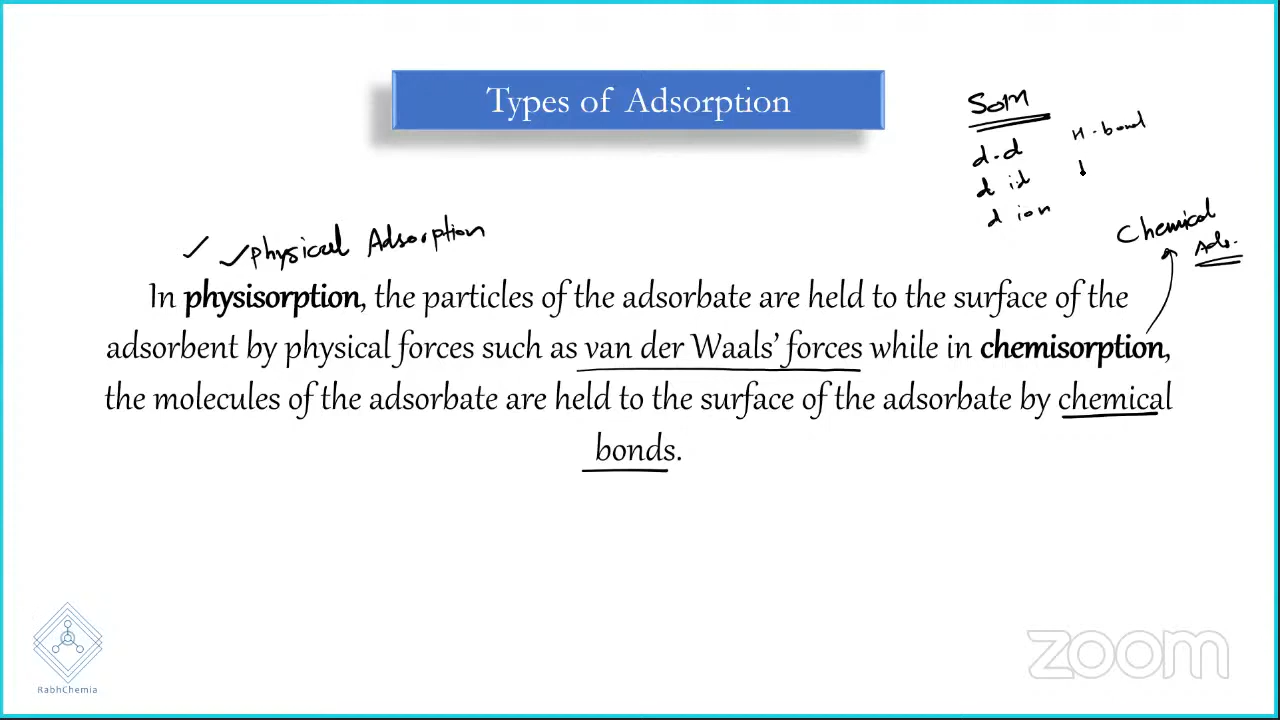 Types of Adsorption
SOM
d-d
H-bond
d id
d ion
Chemical
Ads.
physical Adsorption
In physisorption, the particles of the adsorbate are held to the surface of the
adsorbent by physical forces such as van der Waals' forces while in chemisorption,
the molecules of the adsorbate are held to the surface of the adsorbate by chemical
bonds.
RabhChemia
zoom